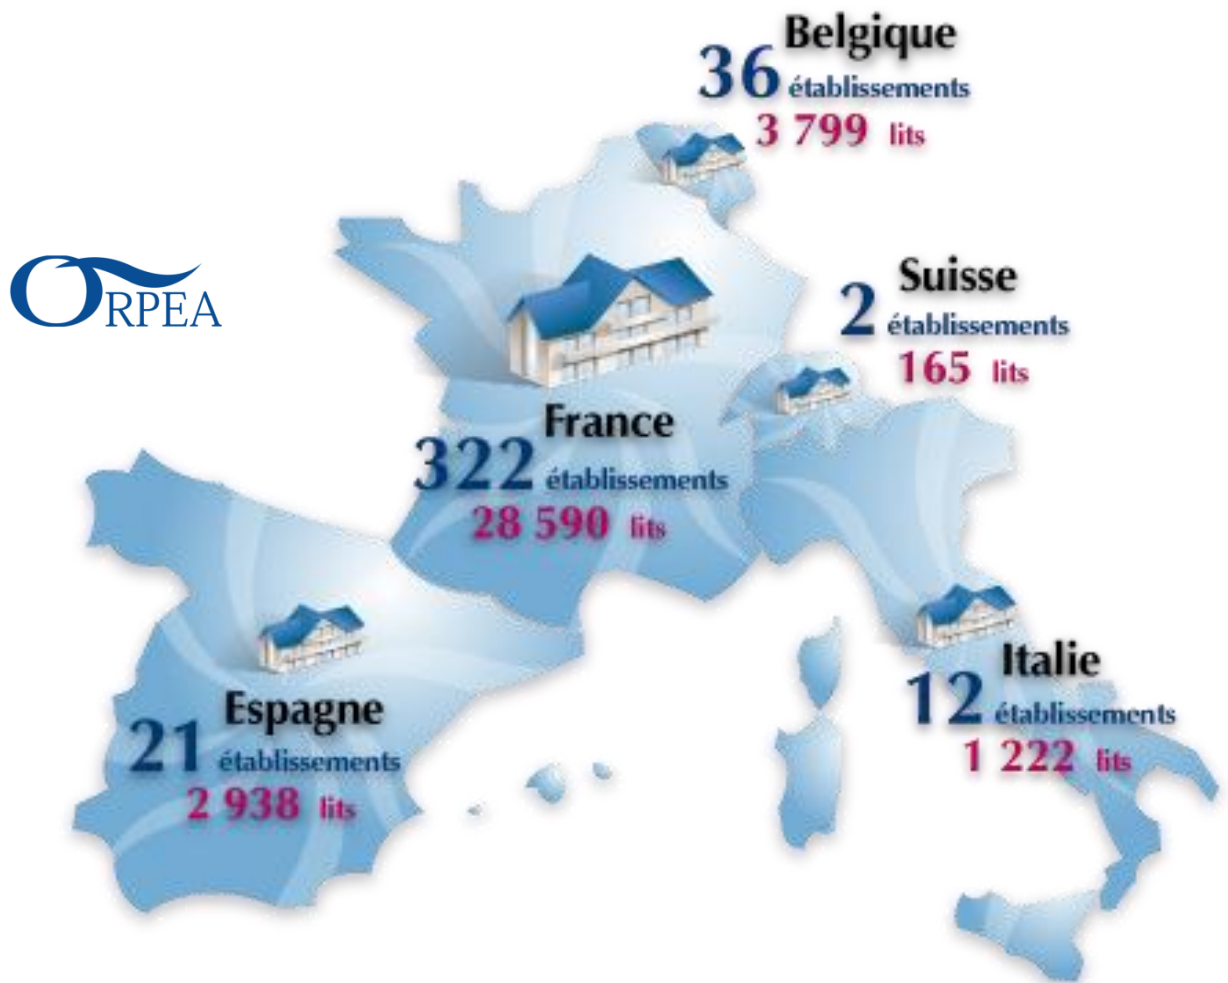 Belgique
36 établissements
3 799 lits
ORPEA
Suisse
2 établissements
165 lits
France
322 établissements
28 590 lits
Espagne
21 établissements
2 938 lits
Italie
12 établissements
1 222 lits